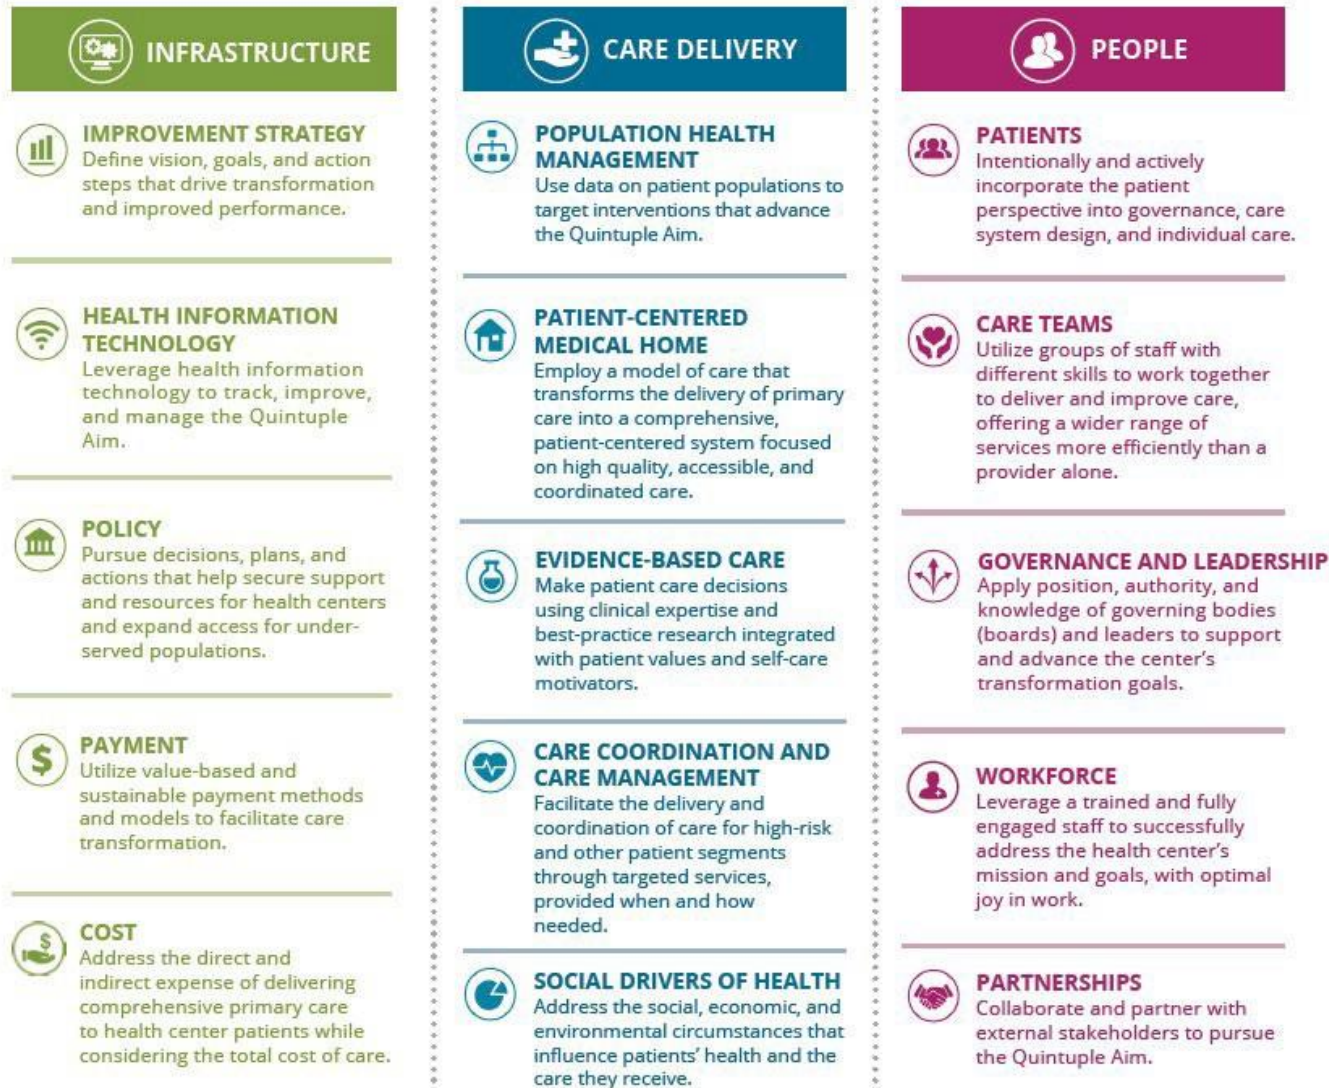 INFRASTRUCTURE
IMPROVEMENT STRATEGY
Define vision, goals, and action
steps that drive transformation
and improved performance.
HEALTH INFORMATION
TECHNOLOGY
Leverage health information
technology to track, improve,
and manage the Quintuple
Aim.
POLICY
Pursue decisions, plans, and
actions that help secure support
and resources for health centers
and expand access for under-
served populations.
$
PAYMENT
Utilize value-based and
sustainable payment methods
and models to facilitate care
transformation.
$
COST
Address the direct and
indirect expense of delivering
comprehensive primary care
to health center patients while
considering the total cost of care.
CARE DELIVERY
POPULATION HEALTH
MANAGEMENT
Use data on patient populations to
target interventions that advance
the Quintuple Aim.
PATIENT-CENTERED
MEDICAL HOME
Employ a model of care that
transforms the delivery of primary
care into a comprehensive,
patient-centered system focused
on high quality, accessible, and
coordinated care.
EVIDENCE-BASED CARE
Make patient care decisions
using clinical expertise and
best-practice research integrated
with patient values and self-care
motivators.
CARE COORDINATION AND
CARE MANAGEMENT
Facilitate the delivery and
coordination of care for high-risk
and other patient segments
through targeted services,
provided when and how
needed.
SOCIAL DRIVERS OF HEALTH
Address the social, economic, and
environmental circumstances that
influence patients' health and the
care they receive.
PEOPLE
PATIENTS
Intentionally and actively
incorporate the patient
perspective into governance, care
system design, and individual care.
CARE TEAMS
Utilize groups of staff with
different skills to work together
to deliver and improve care,
offering a wider range of
services more efficiently than a
provider alone.
GOVERNANCE AND LEADERSHIP
Apply position, authority, and
knowledge of governing bodies
(boards) and leaders to support
and advance the center's
transformation goals.
WORKFORCE
Leverage a trained and fully
engaged staff to successfully
address the health center's
mission and goals, with optimal
joy in work.
PARTNERSHIPS
Collaborate and partner with
external stakeholders to pursue
the Quintuple Aim.